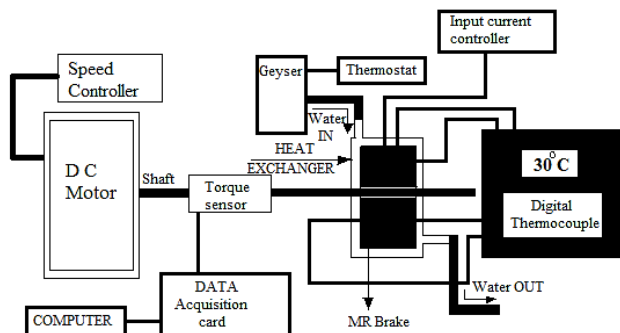 Input current
controller
Speed
Controller
Geyser
Thermostat
Water
IN
HEAT
EXCHANGER
D C
Motor
Shaft
Torque
sensor
30°C
Digital
Thermocouple
DATA
Acquisition
card
COMPUTER
MR Brake
Water OUT